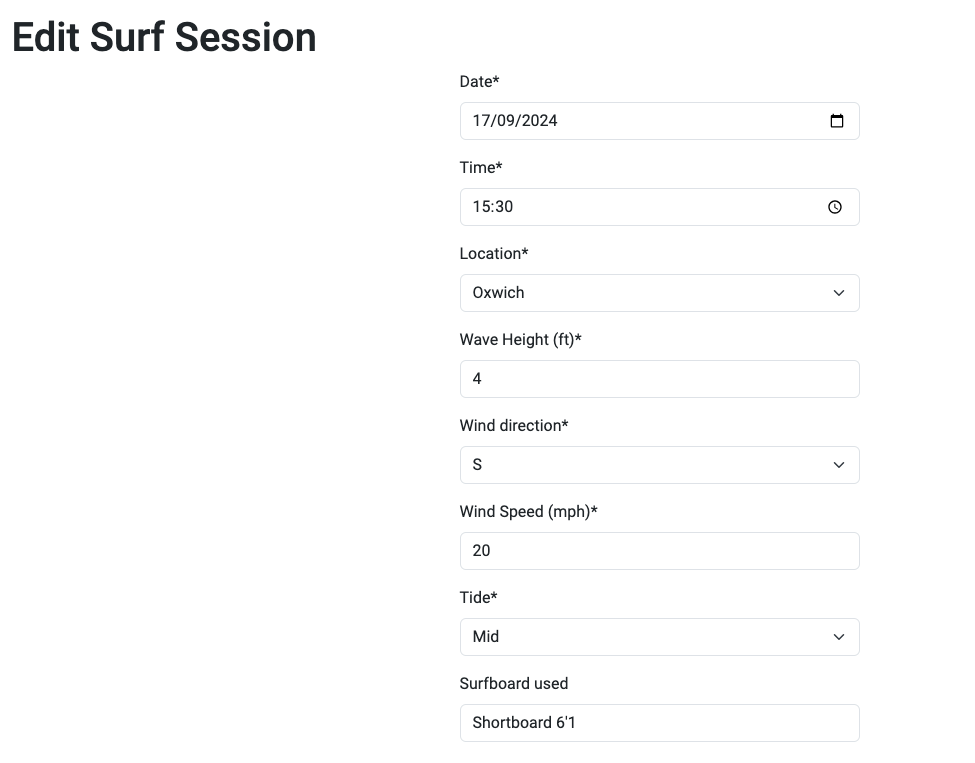 Edit Surf Session
Date*
17/09/2024
Time*
15:30
Location*
Oxwich
Wave Height (ft)*
4
Wind direction*
S
Wind Speed (mph)*
20
Tide*
Mid
Surfboard used
Shortboard 6'1